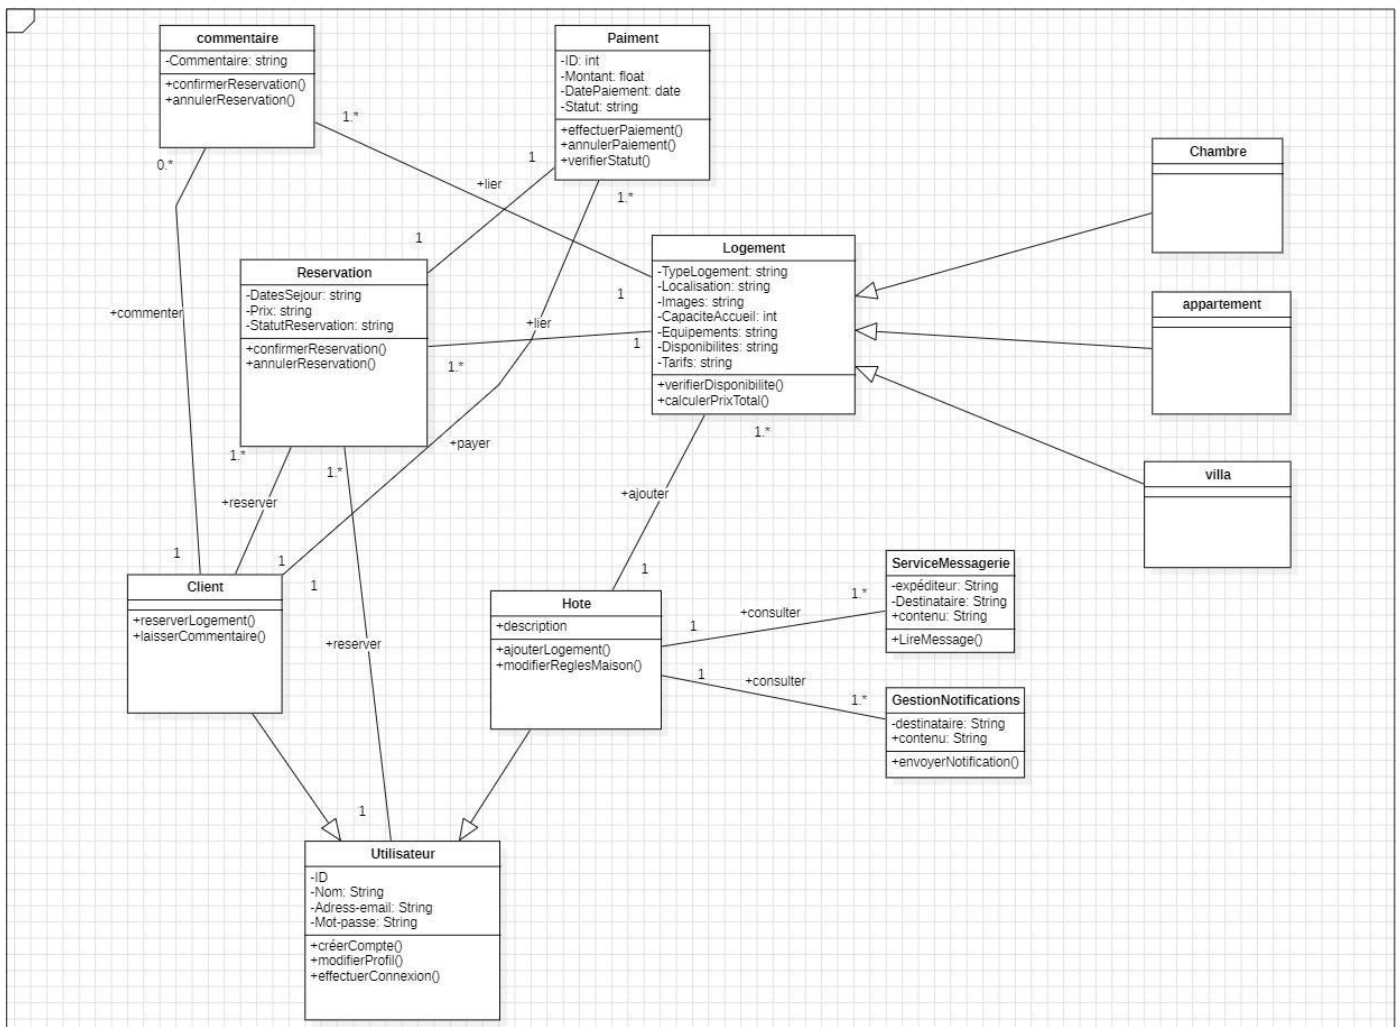 commentaire
-Commentaire: string
+confirmerReservation()
+annulerReservation()
Paiment
-ID: int
-Montant: float
-DatePaiement: date
-Statut: string
+effectuerPaiement()
+annulerPaiement()
+verifierStatut()
1.*
0.*
1
1.*
+lier
Chambre
1
Reservation
-DatesSejour: string
-Prix: string
-StatutReservation: string
+confirmerReservation()
+annulerReservation()
Logement
-TypeLogement: string
-Localisation: string
-Images: string
-CapaciteAccueil: int
-Equipements: string
-Disponibilites: string
-Tarifs: string
+verifierDisponibilite()
+calculerPrixTotal()
1
appartement
+commenter
+lier
1
1.*
1.*
+payer
1.*
1.*
villa
+ajouter
+reserver
1
1
1
1
Client
+reserverLogement()
+laisserCommentaire()
Hote
+description
+ajouterLogement()
+modifierReglesMaison()
ServiceMessagerie
-expéditeur: String
-Destinataire: String
+contenu: String
+LireMessage()
1.*
+consulter
1
+reserver
1
+consulter
1.*
GestionNotifications
-destinataire: String
+contenu: String
+envoyerNotification()
1
Utilisateur
-ID
-Nom: String
-Adress-email: String
-Mot-passe: String
+créerCompte()
+modifierProfil()
+effectuerConnexion()